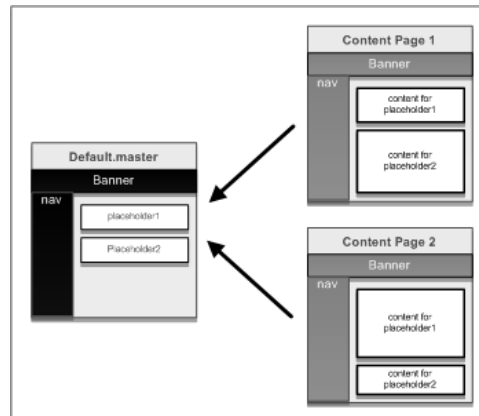 Default.master
Banner
nav
placeholder1
Placeholder2
Content Page 1
Banner
nav
content for
placeholder1
content for
placeholder2
Content Page 2
Banner
nav
content for
placeholder1
content for
placeholder2